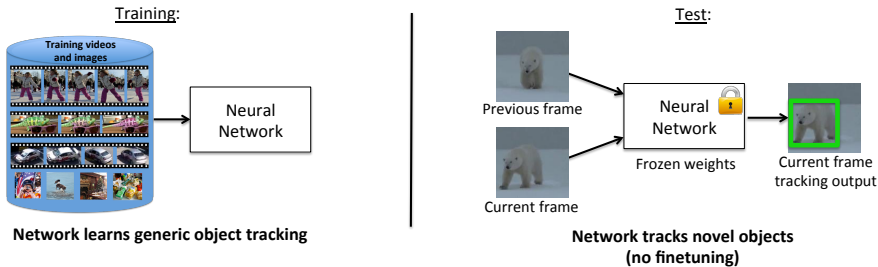 Training:
Training videos
and images
Neural
Network
Network learns generic object tracking
Test:
Previous frame
Current frame
Neural
Network
Frozen weights
Current frame
tracking output
Network tracks novel objects
(no finetuning)